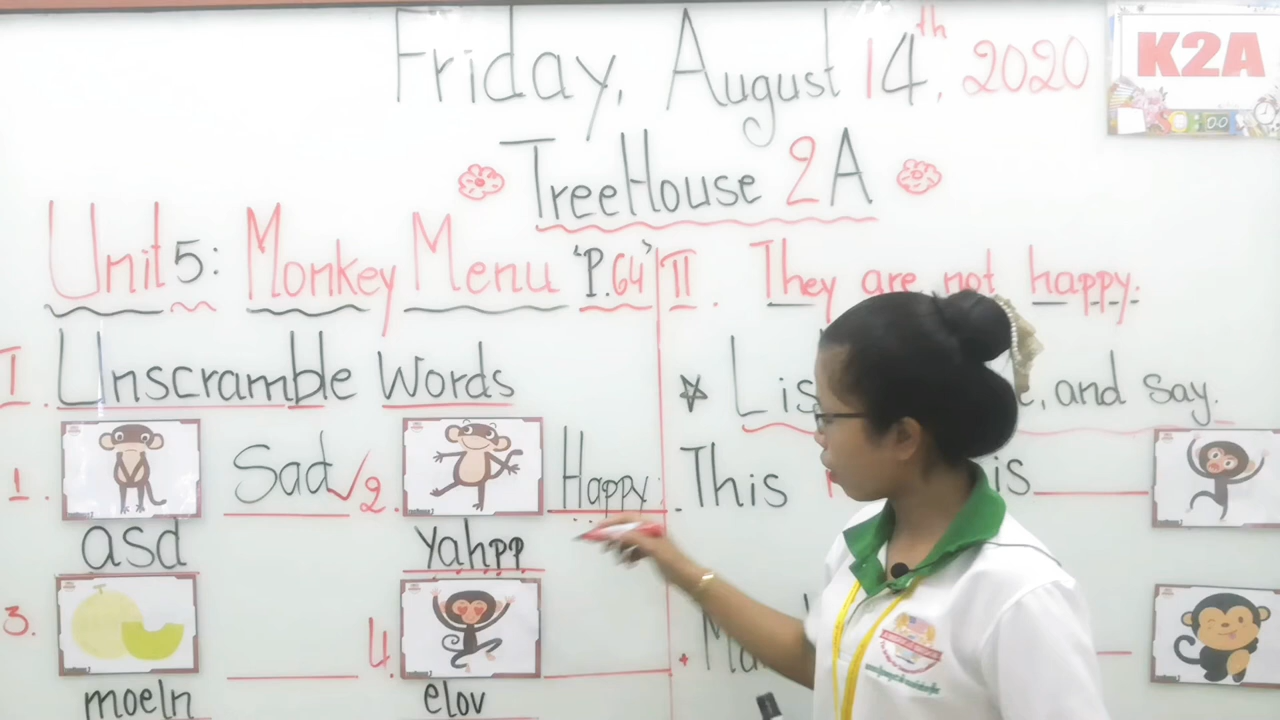 Friday, August 14th, 2020
K2A
TreeHouse 2A
Unit 5: Monkey Menu 'P.64'
II. They are not happy.
I. Unscramble Words
and say.
1. Sad
2. Happy
This is
asd
yahpp
3.
4.
moeln
elov